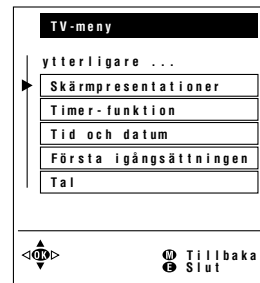 TV-meny
ytterligare ...
Skärmpresentationer
Timer-funktion
Tid och datum
Första igångsättningen
Tal
OK
M Tillbaka
E Slut